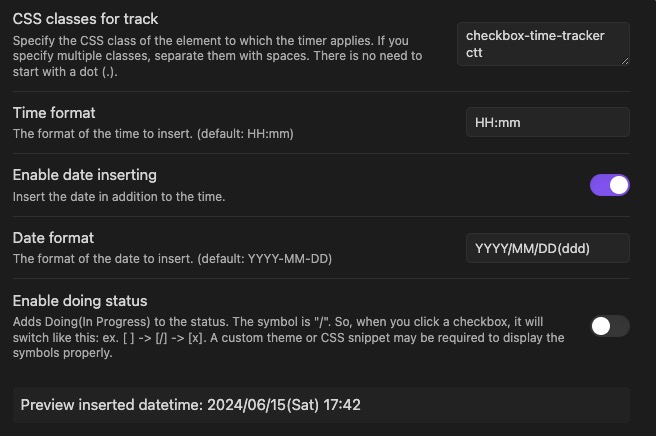 CSS classes for track
Specify the CSS class of the element to which the timer applies. If you
specify multiple classes, separate them with spaces. There is no need to
start with a dot (.).
checkbox-time-tracker
ctt
Time format
The format of the time to insert. (default: HH:mm)
HH:mm
Enable date inserting
Insert the date in addition to the time.
Date format
The format of the date to insert. (default: YYYY-MM-DD)
YYYY/MM/DD(ddd)
Enable doing status
Adds Doing(In Progress) to the status. The symbol is "/". So, when you click a checkbox, it will
switch like this: ex. [ ] -> [/] -> [x]. A custom theme or CSS snippet may be required to display the
symbols properly.
Preview inserted datetime: 2024/06/15(Sat) 17:42